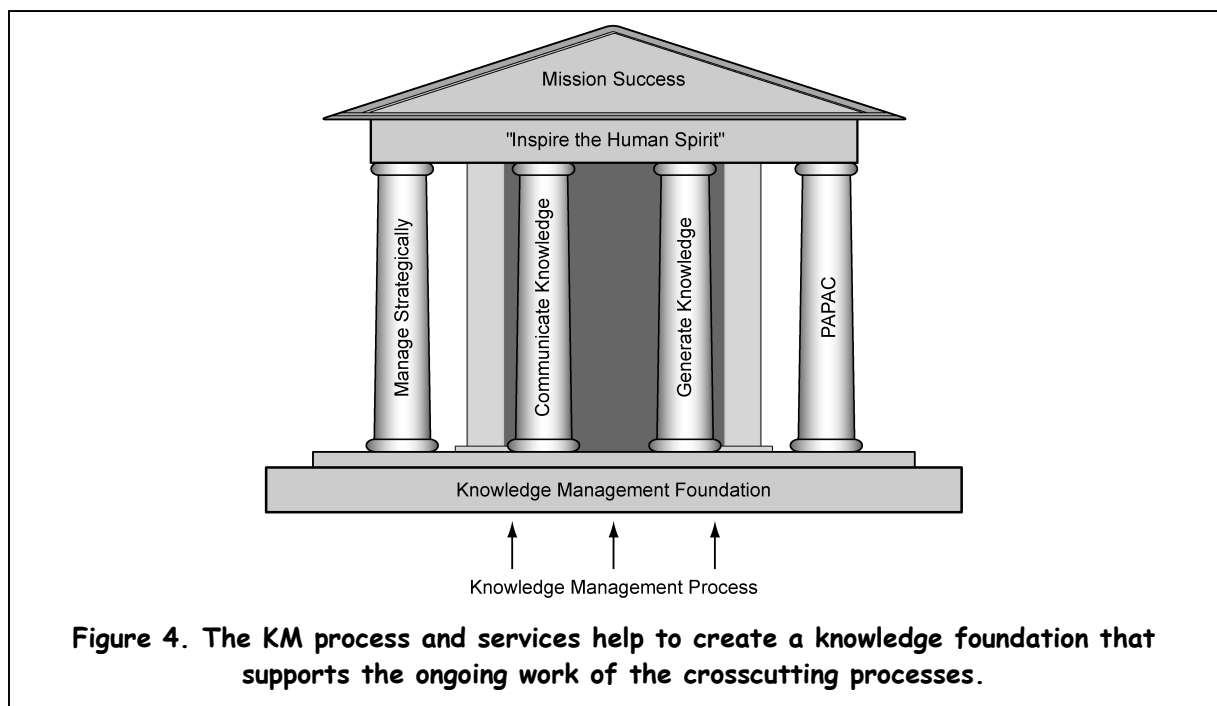 Mission Success
"Inspire the Human Spirit"
Manage Strategically
Communicate Knowledge
Generate Knowledge
PAPAC
Knowledge Management Foundation
Knowledge Management Process
Figure 4. The KM process and services help to create a knowledge foundation that
supports the ongoing work of the crosscutting processes.